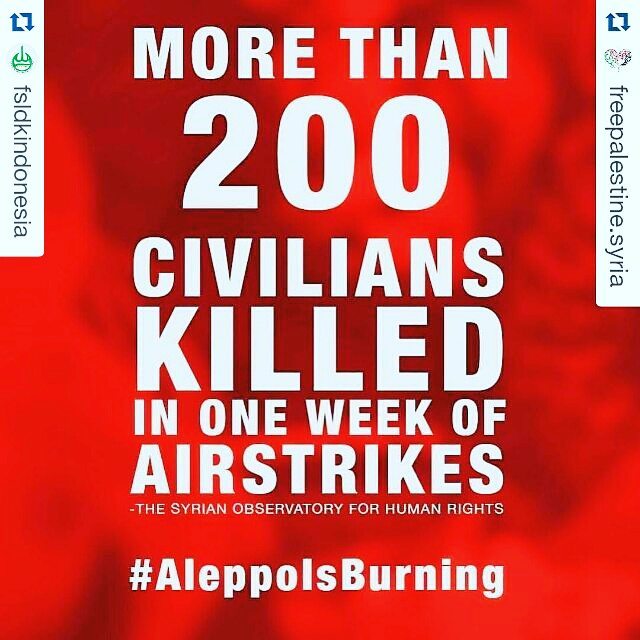 MORE THAN
200
CIVILIANS
KILLED
IN ONE WEEK OF
AIRSTRIKES
-THE SYRIAN OBSERVATORY FOR HUMAN RIGHTS
#AleppoIsBurning
fsldkindonesia
freepalestine.syria